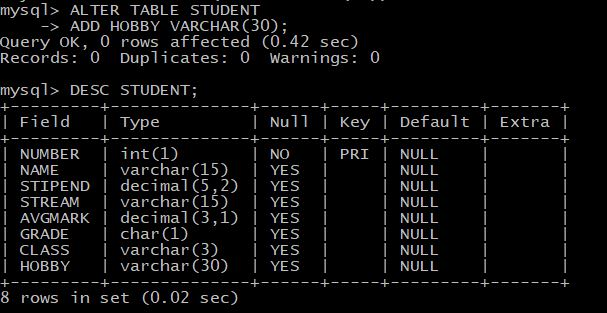 mysql> ALTER TABLE STUDENT
    -> ADD HOBBY VARCHAR(30);
Query OK, 0 rows affected (0.42 sec)
Records: 0  Duplicates: 0  Warnings: 0

mysql> DESC STUDENT;
+---------+--------------+------+-----+---------+-------+
| Field   | Type         | Null | Key | Default | Extra |
+---------+--------------+------+-----+---------+-------+
| NUMBER  | int(1)       | NO   | PRI | NULL    |       |
| NAME    | varchar(15)  | YES  |     | NULL    |       |
| STIPEND | decimal(5,2) | YES  |     | NULL    |       |
| STREAM  | varchar(15)  | YES  |     | NULL    |       |
| AVGMARK | decimal(3,1) | YES  |     | NULL    |       |
| GRADE   | char(1)      | YES  |     | NULL    |       |
| CLASS   | varchar(3)   | YES  |     | NULL    |       |
| HOBBY   | varchar(30)  | YES  |     | NULL    |       |
+---------+--------------+------+-----+---------+-------+
8 rows in set (0.02 sec)